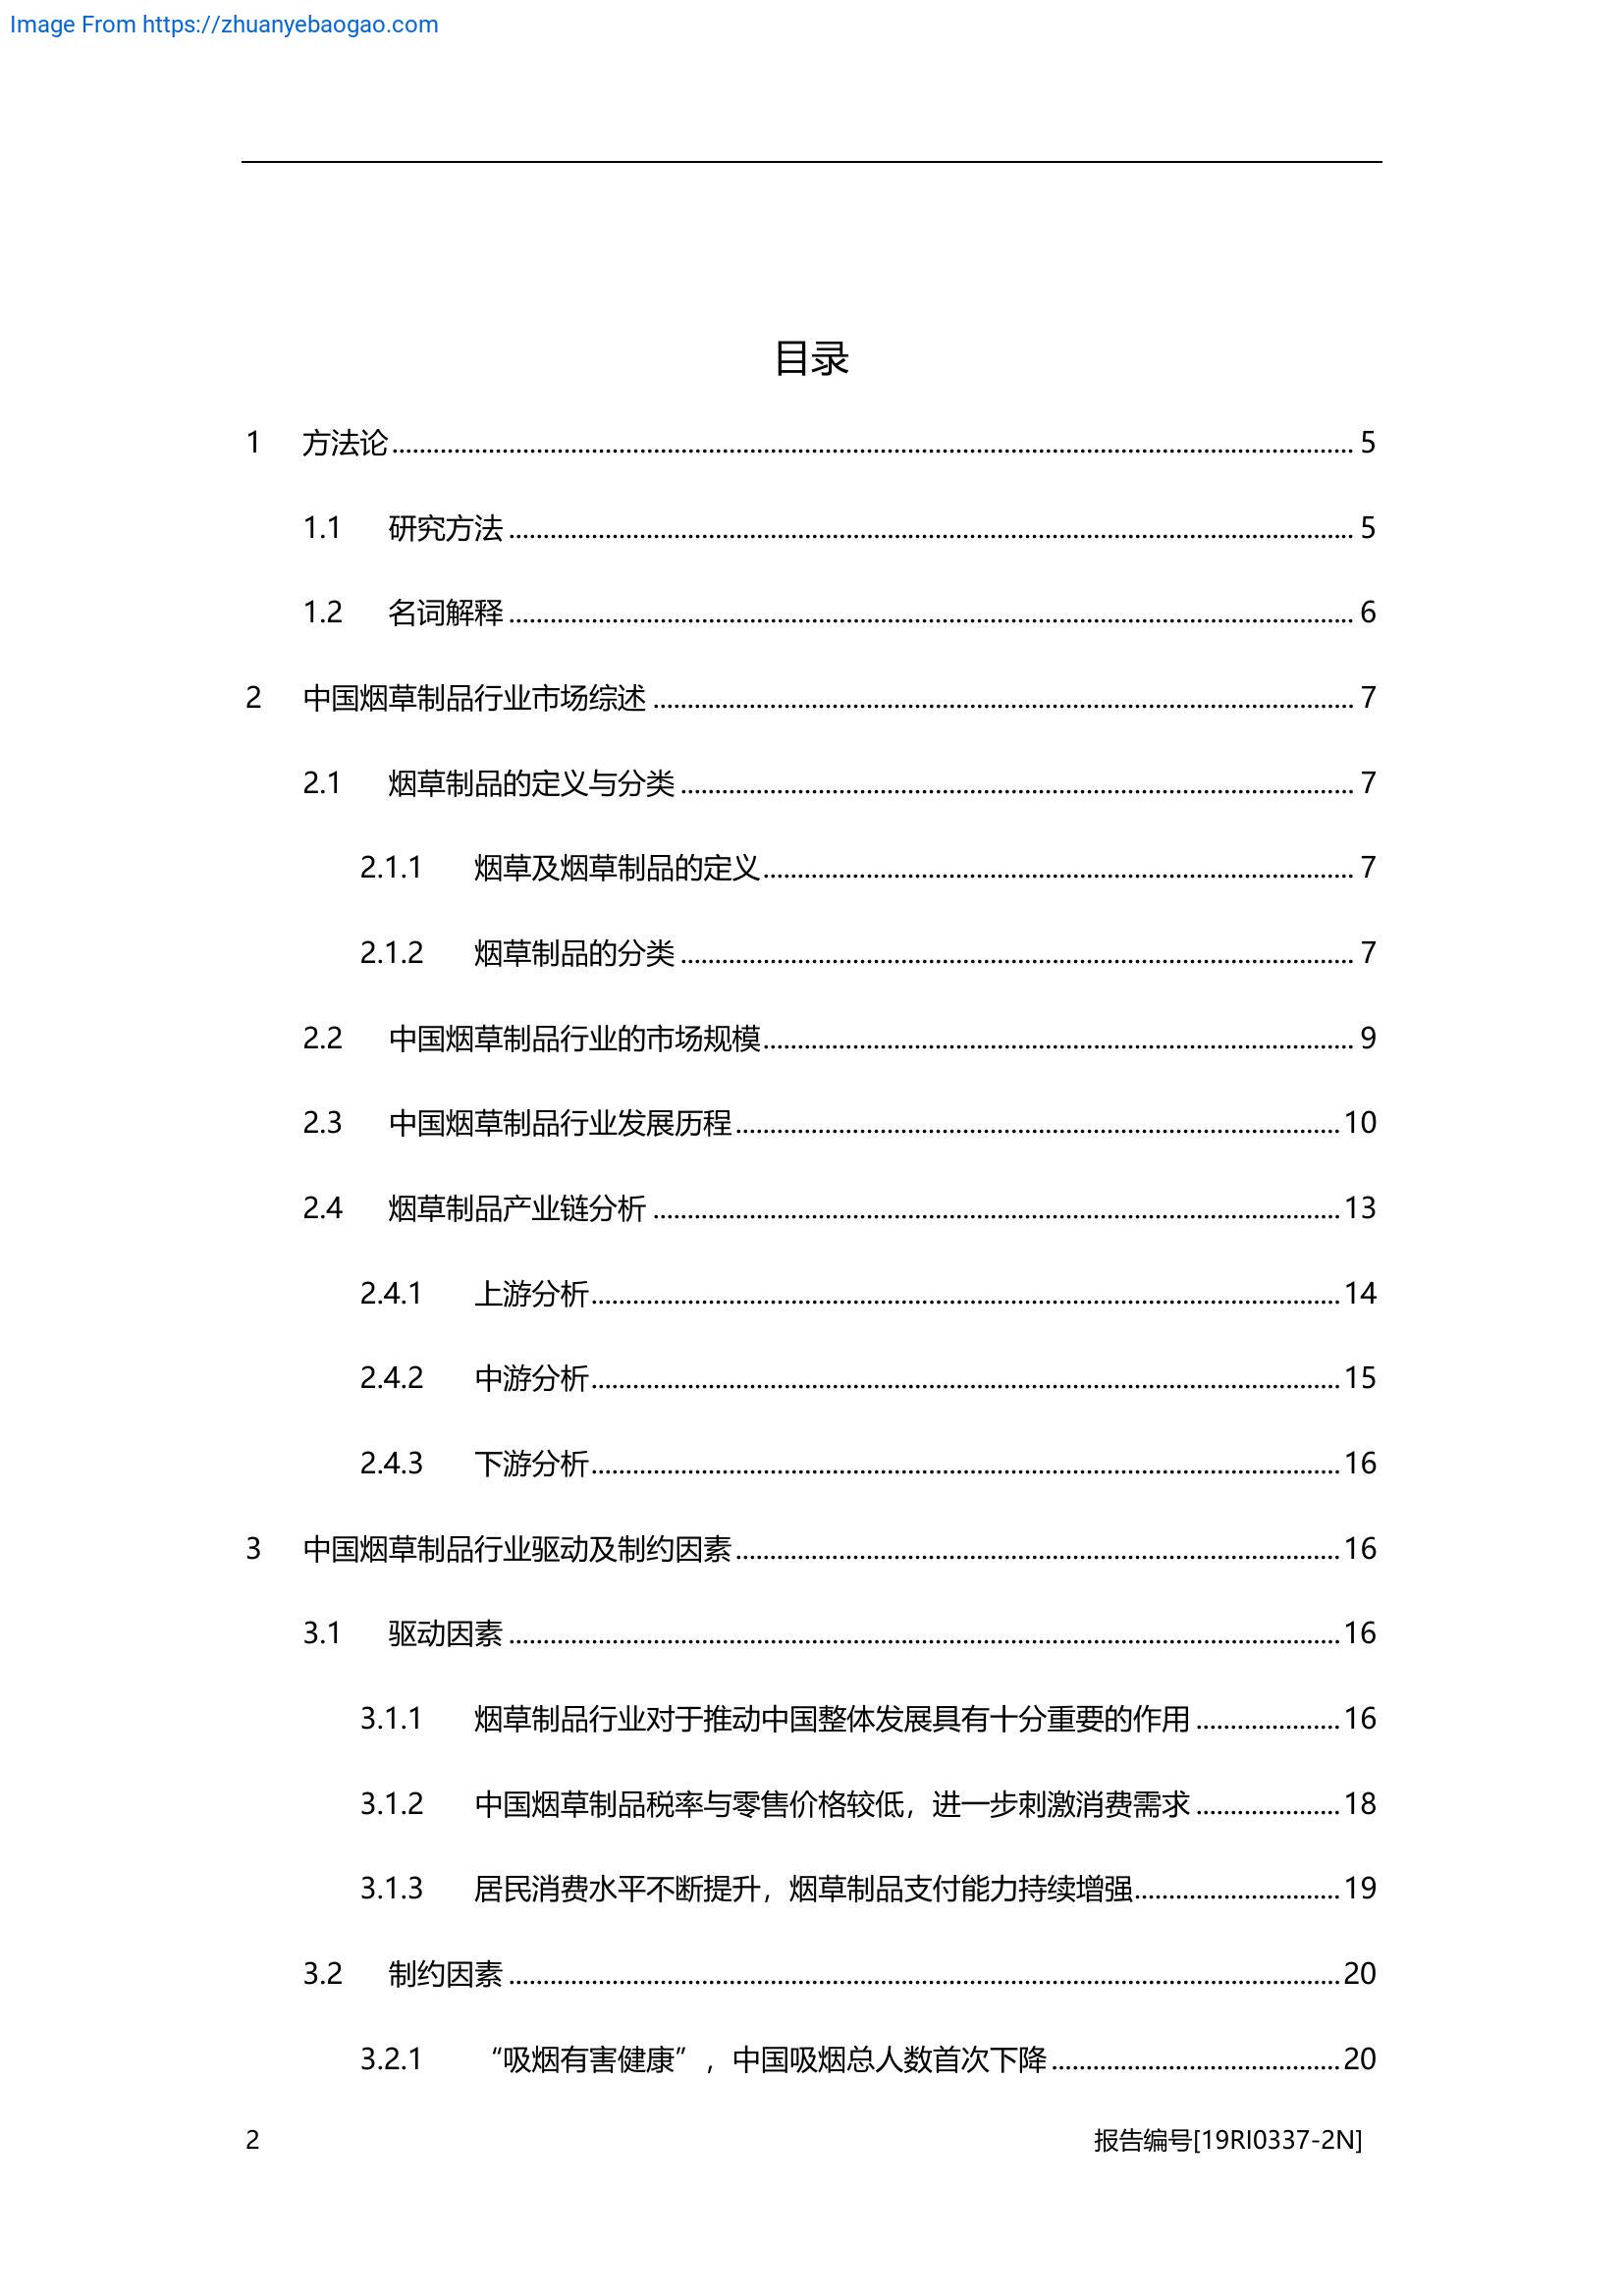 Image From https://zhuanyebaogao.com
目录
1 方法论 5
1.1 研究方法 5
1.2 名词解释 6
2 中国烟草制品行业市场综述 7
2.1 烟草制品的定义与分类 7
2.1.1 烟草及烟草制品的定义 7
2.1.2 烟草制品的分类 7
2.2 中国烟草制品行业的市场规模 9
2.3 中国烟草制品行业发展历程 10
2.4 烟草制品产业链分析 13
2.4.1 上游分析 14
2.4.2 中游分析 15
2.4.3 下游分析 16
3 中国烟草制品行业驱动及制约因素 16
3.1 驱动因素 16
3.1.1 烟草制品行业对于推动中国整体发展具有十分重要的作用 16
3.1.2 中国烟草制品税率与零售价格较低，进一步刺激消费需求 18
3.1.3 居民消费水平不断提升，烟草制品支付能力持续增强 19
3.2 制约因素 20
3.2.1 “吸烟有害健康”，中国吸烟总人数首次下降 20
2 报告编号[19RI0337-2N]